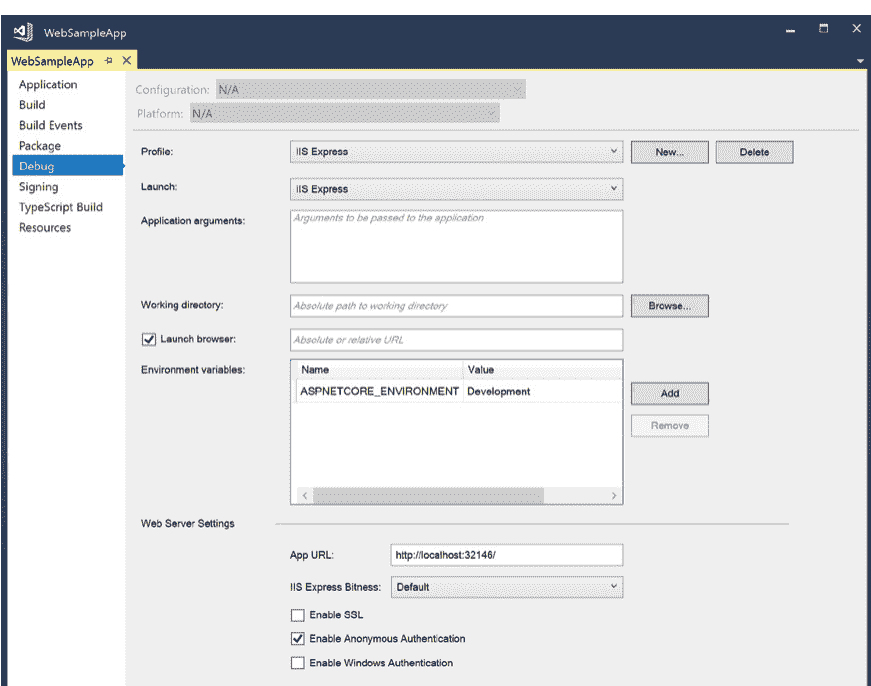 WebSampleApp
WebSampleApp
Application
Build
Build Events
Package
Debug
Signing
TypeScript Build
Resources
Configuration: N/A
Platform: N/A
Profile: IIS Express New... Delete
Launch: IIS Express
Application arguments: Arguments to be passed to the application
Working directory: Absolute path to working directory Browse...
Launch browser: Absolute or relative URL
Environment variables: Name Value
ASPNETCORE_ENVIRONMENT Development
Add
Remove
Web Server Settings
App URL: http://localhost:32146/
IIS Express Bitness: Default
Enable SSL
Enable Anonymous Authentication
Enable Windows Authentication